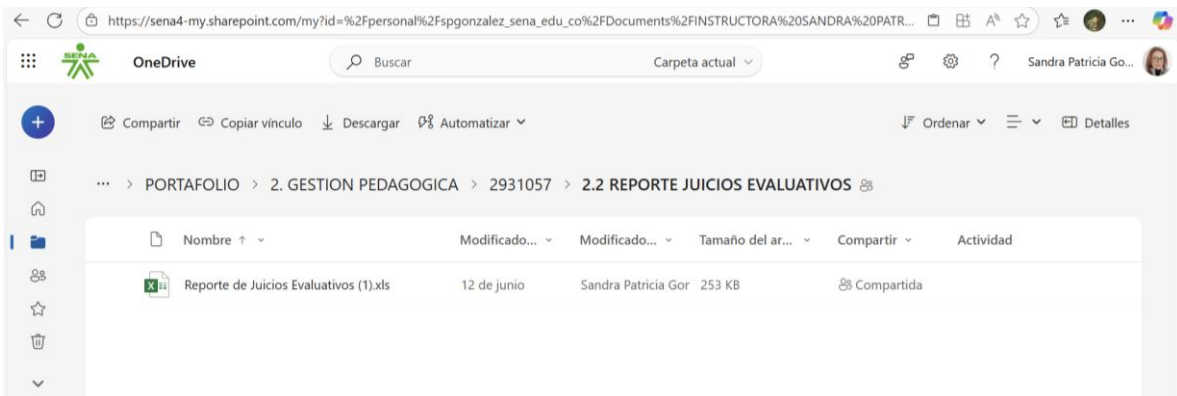 https://sena4-my.sharepoint.com/my?id=%2Fpersonal%2Fspgonzalez_sena_edu_co%2FDocuments%2FINSTRUCTORA%20SANDRA%20PATR...
SENA OneDrive Buscar Carpeta actual ? Sandra Patricia Go...
Compartir Copiar vínculo Descargar Automatizar Ordenar Detalles
... > PORTAFOLIO > 2. GESTION PEDAGOGICA > 2931057 > 2.2 REPORTE JUICIOS EVALUATIVOS
Nombre ↑ Modificado... Modificado... Tamaño del ar... Compartir Actividad
Reporte de Juicios Evaluativos (1).xls 12 de junio Sandra Patricia Gor 253 KB Compartida